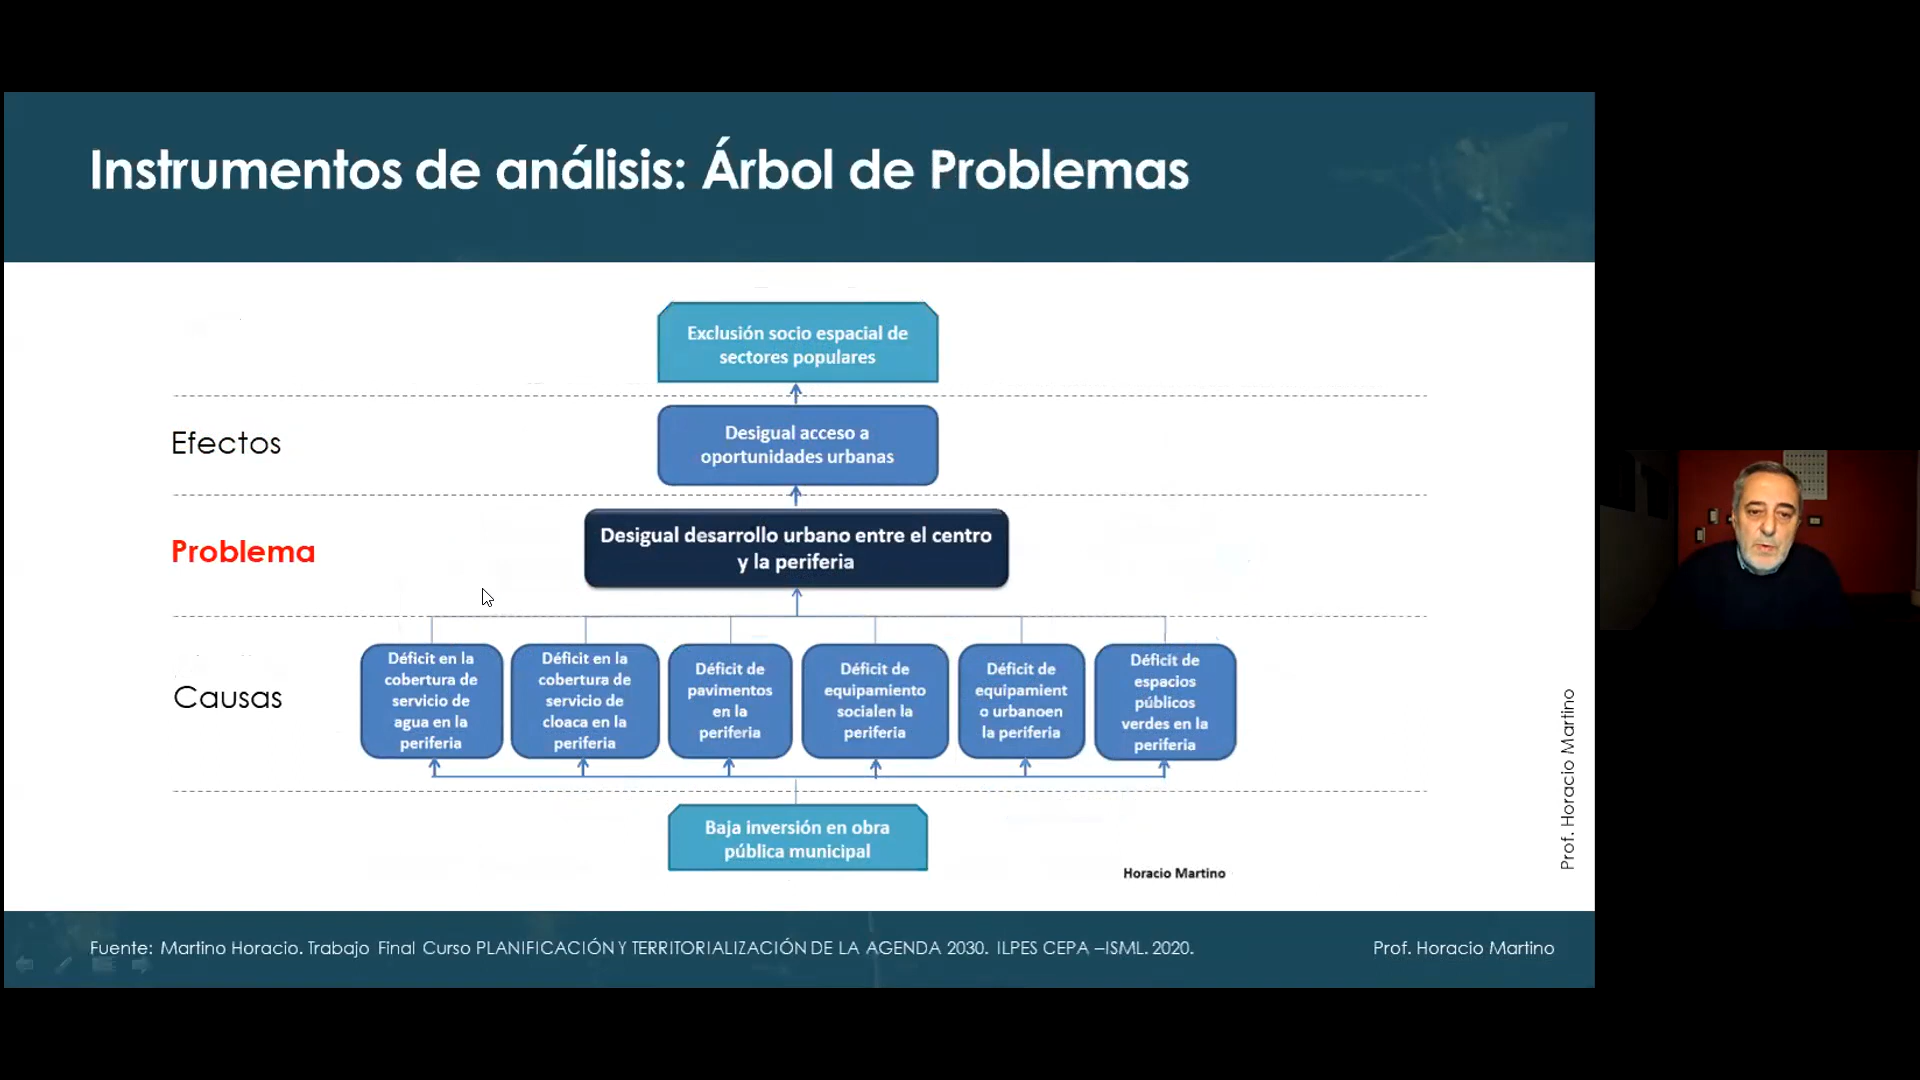 Instrumentos de análisis: Árbol de Problemas
Exclusión socio espacial de
sectores populares
Efectos
Desigual acceso a
oportunidades urbanas
Problema
Desigual desarrollo urbano entre el centro
y la periferia
Causas
Déficit en la
cobertura de
servicio de
agua en la
periferia
Déficit en la
cobertura de
servicio de
cloaca en la
periferia
Déficit de
pavimentos
en la
periferia
Déficit de
equipamiento
socialen la
periferia
Déficit de
equipamient
o urbanoen
la periferia
Déficit de
espacios
públicos
verdes en la
periferia
Baja inversión en obra
pública municipal
Horacio Martino
Prof. Horacio Martino
Fuente: Martino Horacio. Trabajo Final Curso PLANIFICACIÓN Y TERRITORIALIZACIÓN DE LA AGENDA 2030. ILPES CEPA –ISML. 2020.
Prof. Horacio Martino